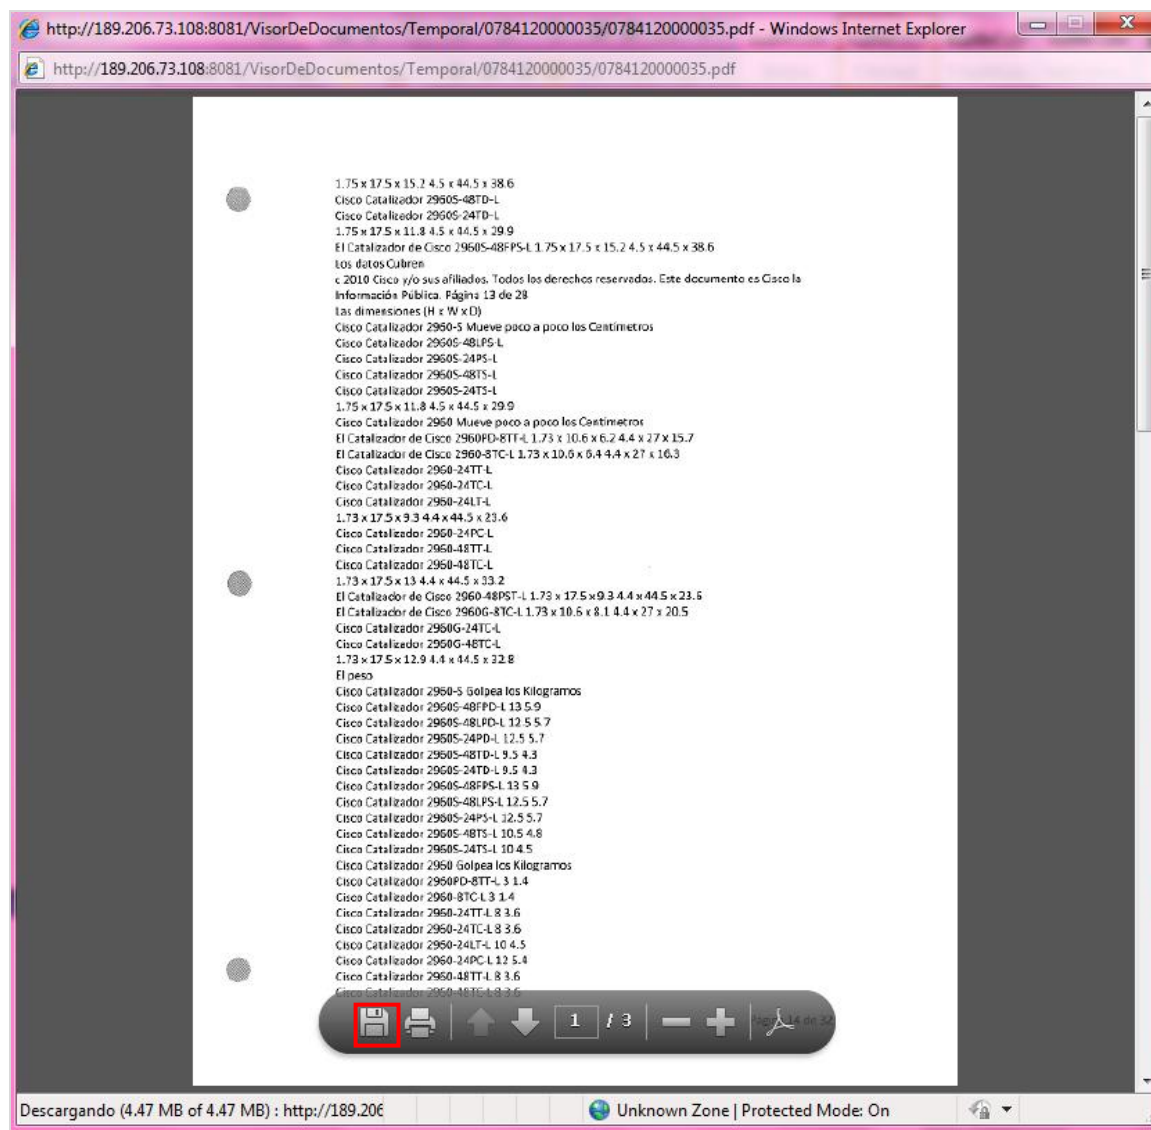 http://189.206.73.108:8081/VisorDeDocumentos/Temporal/0784120000035/0784120000035.pdf - Windows Internet Explorer
http://189.206.73.108:8081/VisorDeDocumentos/Temporal/0784120000035/0784120000035.pdf
1.75 x 17.5 x 15.2 4.5 x 44.5 x 38.6
Cisco Catalizador 2960S-48TD-L
Cisco Catalizador 2960S-24TD-L
1.75 x 17.5 x 11.8 4.5 x 44.5 x 29.9
El Catalizador de Cisco 2960S-48FPS-L 1.75 x 17.5 x 15.2 4.5 x 44.5 x 38.6
Los datos Cubren
c 2010 Cisco y/o sus afiliados. Todos los derechos reservados. Este documento es Cisco la
Información Pública. Página 13 de 28
Las dimensiones (H x W x D)
Cisco Catalizador 2960-S Mueve poco a poco los Centímetros
Cisco Catalizador 2960S-48LPS-L
Cisco Catalizador 2960S-24PS-L
Cisco Catalizador 2960S-48TS-L
Cisco Catalizador 2960S-24TS-L
1.75 x 17.5 x 11.8 4.5 x 44.5 x 29.9
Cisco Catalizador 2960 Mueve poco a poco los Centímetros
El Catalizador de Cisco 2960PD-8TT-L 1.73 x 10.6 x 6.2 4.4 x 27 x 15.7
El Catalizador de Cisco 2960-8TC-L 1.73 x 10.6 x 6.4 4.4 x 27 x 16.3
Cisco Catalizador 2960-24TT-L
Cisco Catalizador 2960-24TC-L
Cisco Catalizador 2960-24LT-L
1.73 x 17.5 x 9.3 4.4 x 44.5 x 23.6
Cisco Catalizador 2960-24PC-L
Cisco Catalizador 2960-48TT-L
Cisco Catalizador 2960-48TC-L
1.73 x 17.5 x 13 4.4 x 44.5 x 33.2
El Catalizador de Cisco 2960-48PST-L 1.73 x 17.5 x 9.3 4.4 x 44.5 x 23.6
El Catalizador de Cisco 2960G-8TC-L 1.73 x 10.6 x 8.1 4.4 x 27 x 20.5
Cisco Catalizador 2960G-24TC-L
Cisco Catalizador 2960G-48TC-L
1.73 x 17.5 x 12.9 4.4 x 44.5 x 32.8
El peso
Cisco Catalizador 2960-S Golpea los Kilogramos
Cisco Catalizador 2960S-48FPD-L 13 5.9
Cisco Catalizador 2960S-48LPD-L 12.5 5.7
Cisco Catalizador 2960S-24PD-L 12.5 5.7
Cisco Catalizador 2960S-48TD-L 9.5 4.3
Cisco Catalizador 2960S-24TD-L 9.5 4.3
Cisco Catalizador 2960S-48FPS-L 13 5.9
Cisco Catalizador 2960S-48LPS-L 12.5 5.7
Cisco Catalizador 2960S-24PS-L 12.5 5.7
Cisco Catalizador 2960S-48TS-L 10.5 4.8
Cisco Catalizador 2960S-24TS-L 10 4.5
Cisco Catalizador 2960 Golpea los Kilogramos
Cisco Catalizador 2960PD-8TT-L 3 1.4
Cisco Catalizador 2960-8TC-L 3 1.4
Cisco Catalizador 2960-24TT-L 8 3.6
Cisco Catalizador 2960-24TC-L 8 3.6
Cisco Catalizador 2960-24LT-L 10 4.5
Cisco Catalizador 2960-24PC-L 12 5.4
Cisco Catalizador 2960-48TT-L 8 3.6
Cisco Catalizador 2960-48TC-L 8 3.6
1 / 3
Página 14 de 32
Descargando (4.47 MB of 4.47 MB) : http://189.206
Unknown Zone | Protected Mode: On